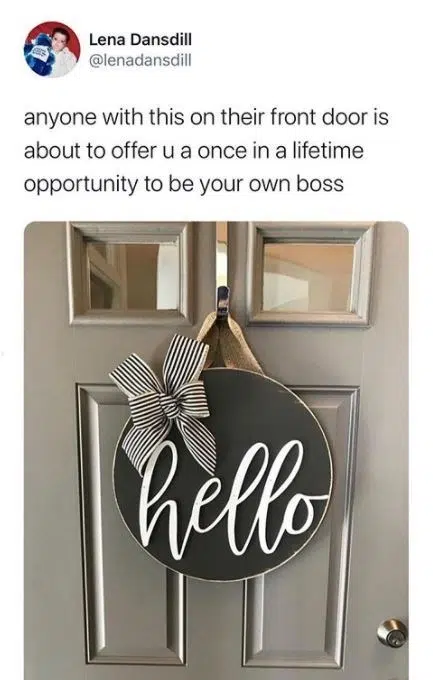 Lena Dansdill
@lenadansdill
anyone with this on their front door is
about to offer u a once in a lifetime
opportunity to be your own boss
hello